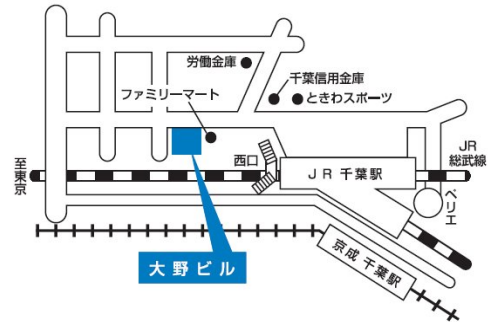 労働金庫
千葉信用金庫
ファミリーマート
ときわスポーツ
西口
JR 千葉駅
JR
総武線
至東京
ペリエ
京成 千葉駅
大野ビル